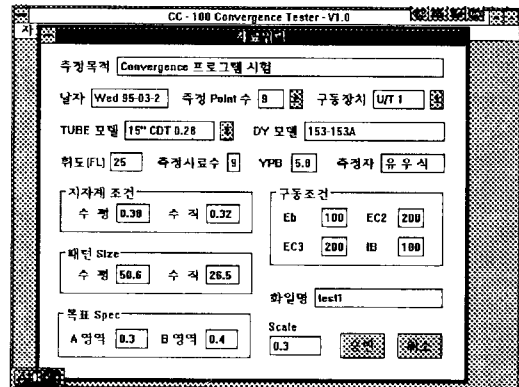 CC - 100 Convergence Tester - V1.0
자
측정목적 Convergence 프로그램 시험
날자 Wed 95-03-2 측정 Point 수 9 구동장치 U/T 1
TUBE 모델 15" CDT 0.28 DY 모델 153-153A
휘도(FL) 25 측정시료수 9 YPB 5.0 측정자 유우식
지자계 조건
수평 0.38 수직 0.32
구동조건
Eb 100 EC2 200
EC3 200 IB 100
패턴 Size
수평 50.6 수직 26.5
화일명 test1
목표 Spec
A 영역 0.3 B 영역 0.4
Scale
0.3 취소